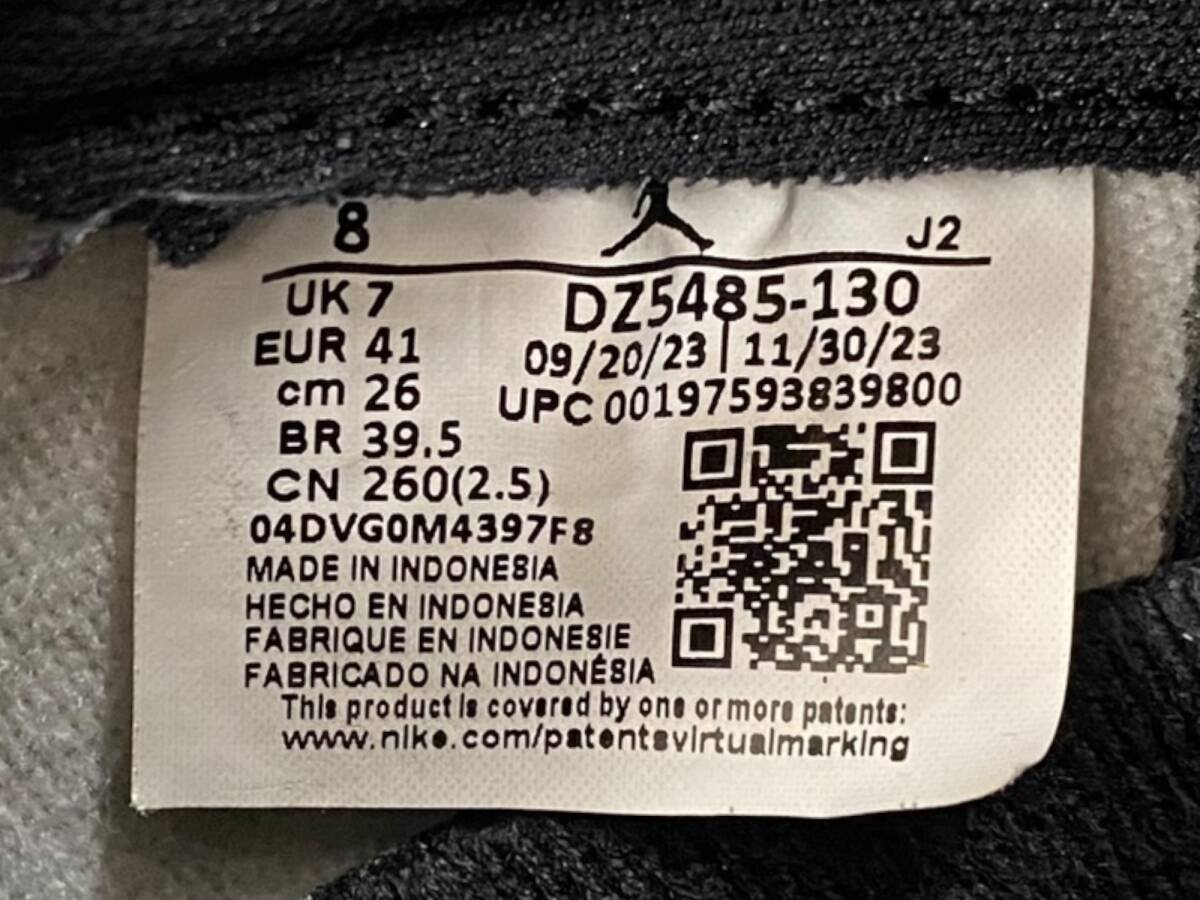 8 J2
UK 7
DZ5485-130
EUR 41
09/20/23 | 11/30/23
cm 26
UPC 00197593839800
BR 39.5
CN 260(2.5)
04DVG0M4397F8
MADE IN INDONESIA
HECHO EN INDONESIA
FABRIQUE EN INDONESIE
FABRICADO NA INDONÉSIA
This product is covered by one or more patents:
www.nike.com/patentsvirtualmarking